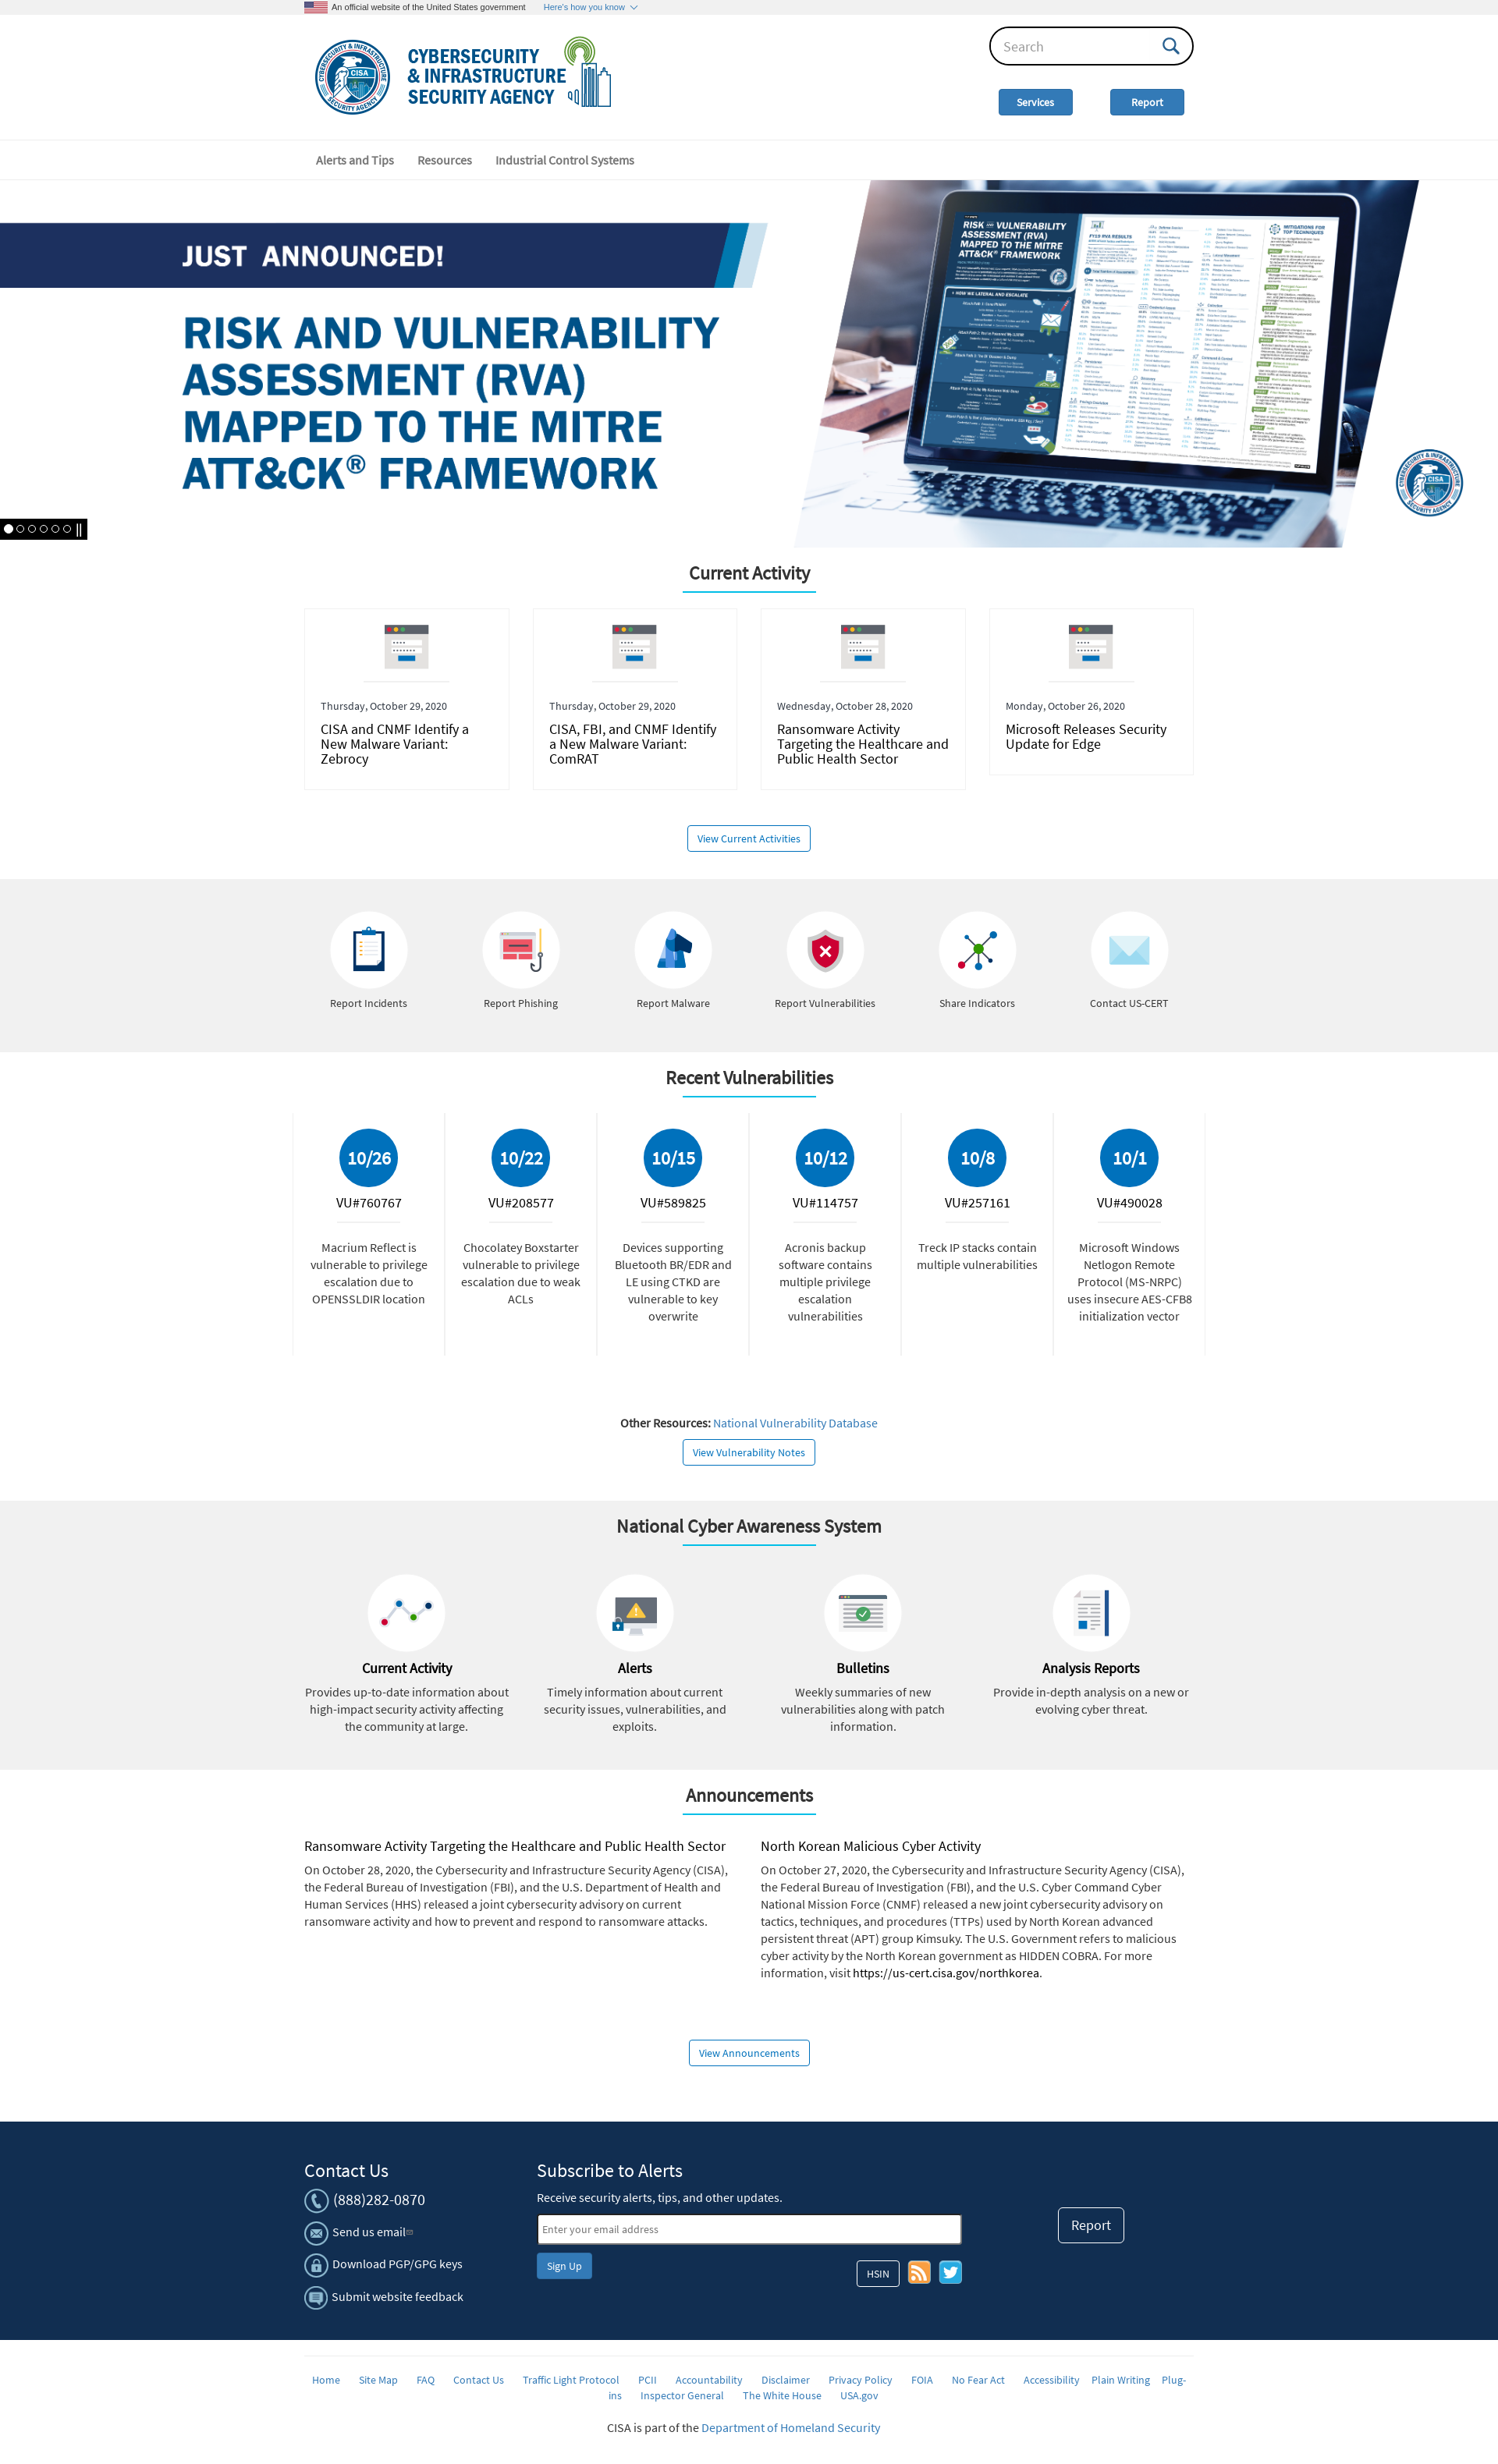 An official website of the United States government Here's how you know
CISA
CYBERSECURITY
& INFRASTRUCTURE
SECURITY AGENCY
Search
Services Report
Alerts and Tips Resources Industrial Control Systems
JUST ANNOUNCED!
RISK AND VULNERABILITY
ASSESSMENT (RVA)
MAPPED TO THE MITRE
ATT&CK® FRAMEWORK
RISK AND VULNERABILITY
ASSESSMENT (RVA)
MAPPED TO THE MITRE
ATT&CK® FRAMEWORK
MITIGATIONS FOR
TOP TECHNIQUES
CYBERSECURITY & INFRASTRUCTURE
CISA
SECURITY AGENCY
Current Activity
Thursday, October 29, 2020
CISA and CNMF Identify a
New Malware Variant:
Zebrocy
Thursday, October 29, 2020
CISA, FBI, and CNMF Identify
a New Malware Variant:
ComRAT
Wednesday, October 28, 2020
Ransomware Activity
Targeting the Healthcare and
Public Health Sector
Monday, October 26, 2020
Microsoft Releases Security
Update for Edge
View Current Activities
Report Incidents
Report Phishing
Report Malware
Report Vulnerabilities
Share Indicators
Contact US-CERT
Recent Vulnerabilities
10/26
VU#760767
Macrium Reflect is
vulnerable to privilege
escalation due to
OPENSSLDIR location
10/22
VU#208577
Chocolatey Boxstarter
vulnerable to privilege
escalation due to weak
ACLs
10/15
VU#589825
Devices supporting
Bluetooth BR/EDR and
LE using CTKD are
vulnerable to key
overwrite
10/12
VU#114757
Acronis backup
software contains
multiple privilege
escalation
vulnerabilities
10/8
VU#257161
Treck IP stacks contain
multiple vulnerabilities
10/1
VU#490028
Microsoft Windows
Netlogon Remote
Protocol (MS-NRPC)
uses insecure AES-CFB8
initialization vector
Other Resources: National Vulnerability Database
View Vulnerability Notes
National Cyber Awareness System
Current Activity
Provides up-to-date information about
high-impact security activity affecting
the community at large.
Alerts
Timely information about current
security issues, vulnerabilities, and
exploits.
Bulletins
Weekly summaries of new
vulnerabilities along with patch
information.
Analysis Reports
Provide in-depth analysis on a new or
evolving cyber threat.
Announcements
Ransomware Activity Targeting the Healthcare and Public Health Sector
On October 28, 2020, the Cybersecurity and Infrastructure Security Agency (CISA),
the Federal Bureau of Investigation (FBI), and the U.S. Department of Health and
Human Services (HHS) released a joint cybersecurity advisory on current
ransomware activity and how to prevent and respond to ransomware attacks.
North Korean Malicious Cyber Activity
On October 27, 2020, the Cybersecurity and Infrastructure Security Agency (CISA),
the Federal Bureau of Investigation (FBI), and the U.S. Cyber Command Cyber
National Mission Force (CNMF) released a new joint cybersecurity advisory on
tactics, techniques, and procedures (TTPs) used by North Korean advanced
persistent threat (APT) group Kimsuky. The U.S. Government refers to malicious
cyber activity by the North Korean government as HIDDEN COBRA. For more
information, visit https://us-cert.cisa.gov/northkorea.
View Announcements
Contact Us
(888)282-0870
Send us email
Download PGP/GPG keys
Submit website feedback
Subscribe to Alerts
Receive security alerts, tips, and other updates.
Enter your email address
Sign Up
HSIN
Report
Home Site Map FAQ Contact Us Traffic Light Protocol PCII Accountability Disclaimer Privacy Policy FOIA No Fear Act Accessibility Plain Writing Plug-
ins Inspector General The White House USA.gov
CISA is part of the Department of Homeland Security